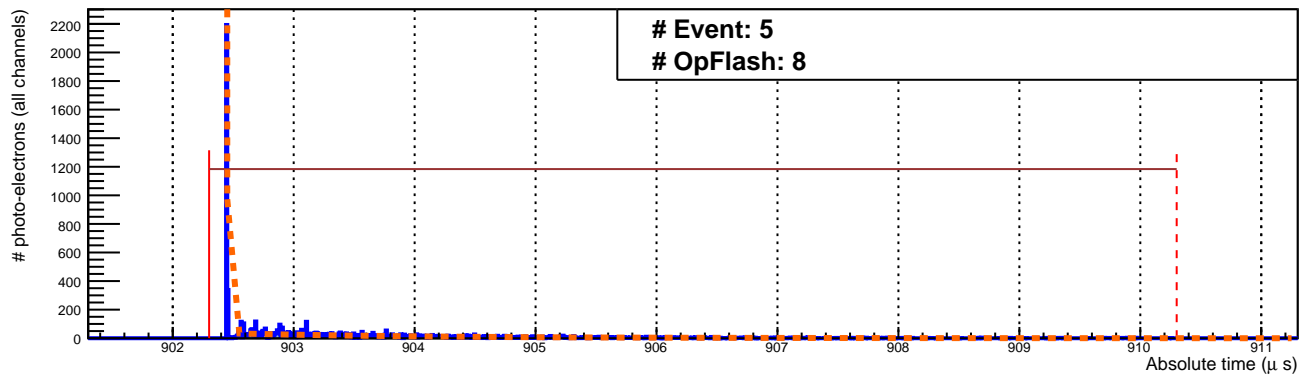 # Event: 5
# OpFlash: 8
# photo-electrons (all channels)
2200
2000
1800
1600
1400
1200
1000
800
600
400
200
0
902 903 904 905 906 907 908 909 910 911
Absolute time (μ s)